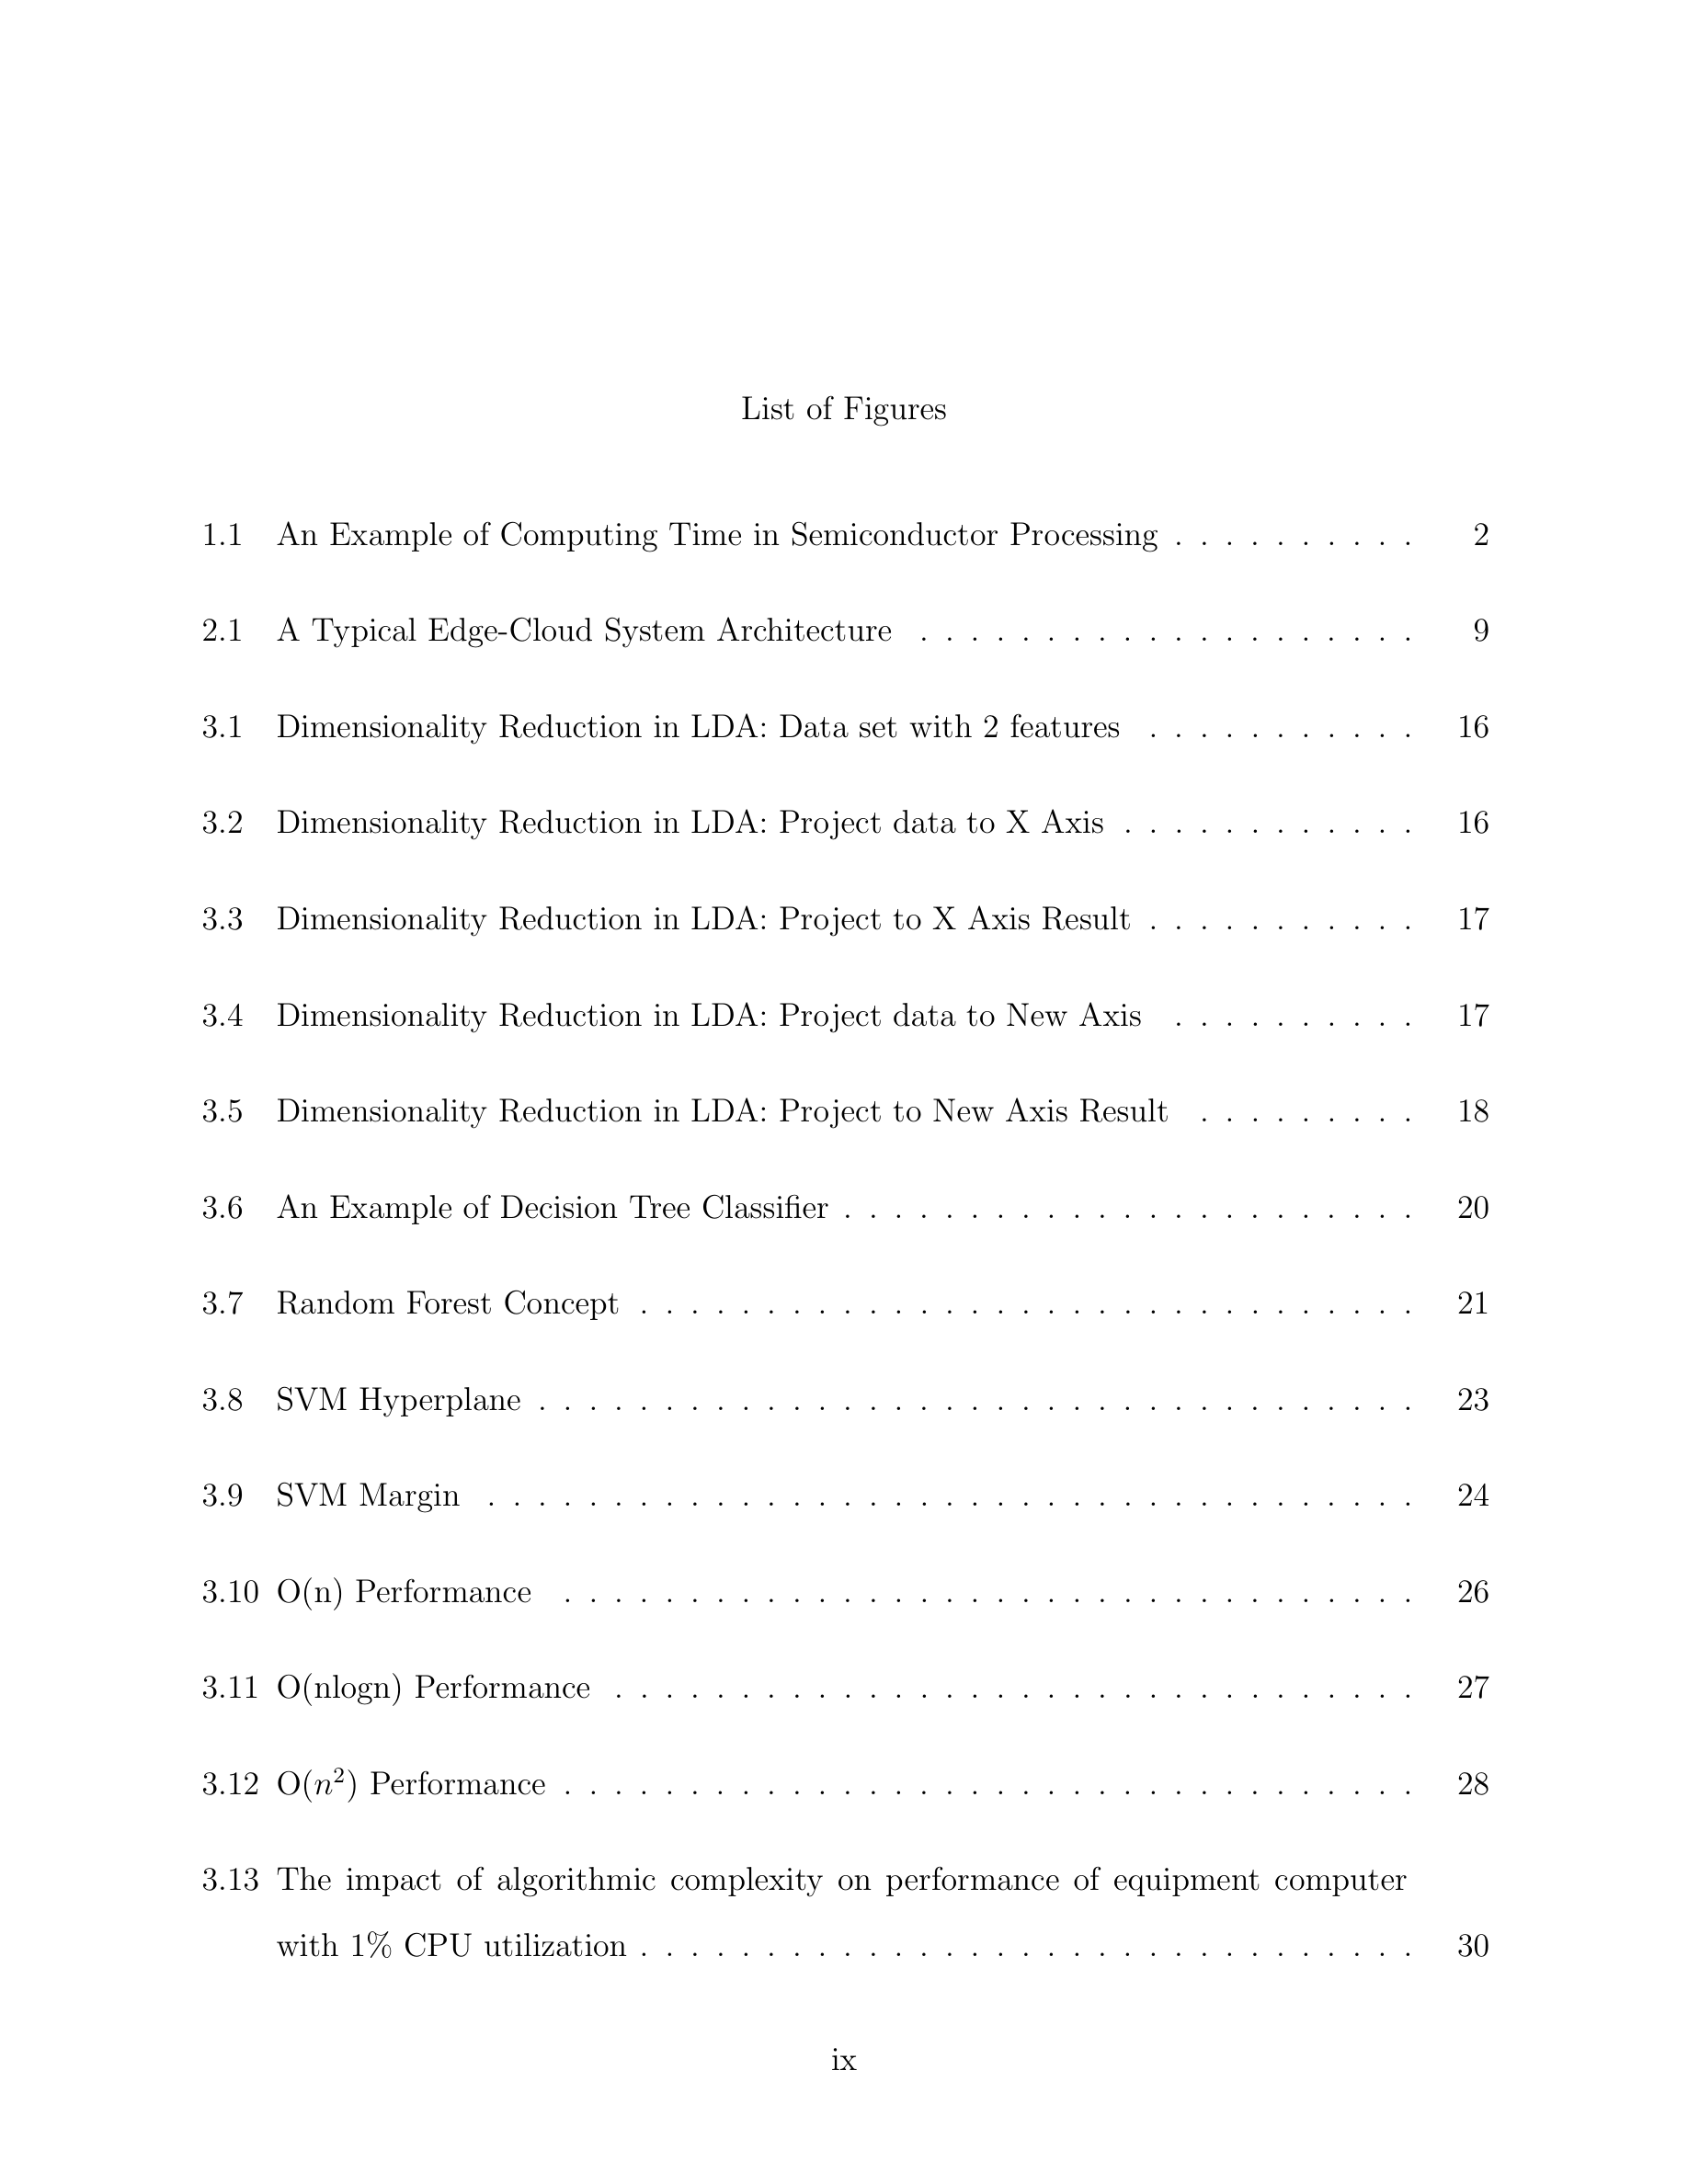 List of Figures
1.1 An Example of Computing Time in Semiconductor Processing . . . . . . . . . . 2
2.1 A Typical Edge-Cloud System Architecture . . . . . . . . . . . . . . . . . . . . 9
3.1 Dimensionality Reduction in LDA: Data set with 2 features . . . . . . . . . . . 16
3.2 Dimensionality Reduction in LDA: Project data to X Axis . . . . . . . . . . . . 16
3.3 Dimensionality Reduction in LDA: Project to X Axis Result . . . . . . . . . . . 17
3.4 Dimensionality Reduction in LDA: Project data to New Axis . . . . . . . . . . 17
3.5 Dimensionality Reduction in LDA: Project to New Axis Result . . . . . . . . . 18
3.6 An Example of Decision Tree Classifier . . . . . . . . . . . . . . . . . . . . . . . 20
3.7 Random Forest Concept . . . . . . . . . . . . . . . . . . . . . . . . . . . . . . . 21
3.8 SVM Hyperplane . . . . . . . . . . . . . . . . . . . . . . . . . . . . . . . . . . . 23
3.9 SVM Margin . . . . . . . . . . . . . . . . . . . . . . . . . . . . . . . . . . . . . 24
3.10 O(n) Performance . . . . . . . . . . . . . . . . . . . . . . . . . . . . . . . . . . 26
3.11 O(nlogn) Performance . . . . . . . . . . . . . . . . . . . . . . . . . . . . . . . . 27
3.12 O(n²) Performance . . . . . . . . . . . . . . . . . . . . . . . . . . . . . . . . . . 28
3.13 The impact of algorithmic complexity on performance of equipment computer
with 1% CPU utilization . . . . . . . . . . . . . . . . . . . . . . . . . . . . . . . 30
ix